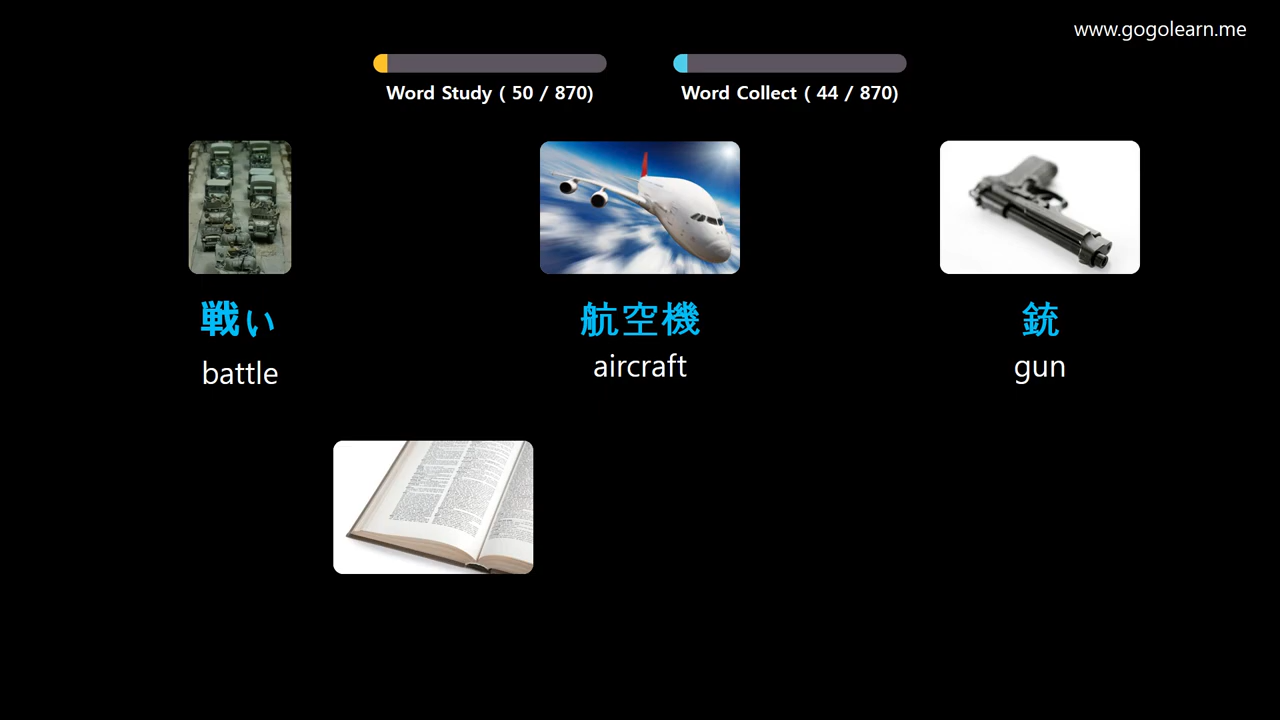 www.gogolearn.me
Word Study ( 50 / 870)
Word Collect ( 44 / 870)
戦い
航空機
銃
battle
aircraft
gun